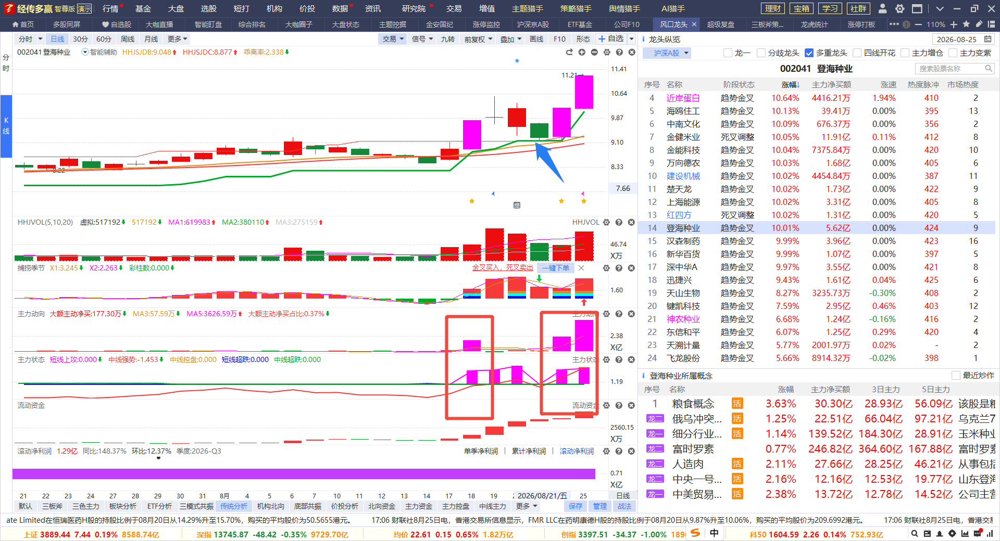 经传多赢 智尊版 演示 行情 基金 大盘 选股 短打 机构 价投 数据 资讯 研究院 交易 增值 主题猎手 策略猎手 舆情猎手 AI猎手 理财 宝箱 学习 社群
首页 多股同屏 自选股 大咖直播 智能盯盘 综合排名 大咖圈子 大盘状态 主题挖掘 金安国纪 涨停监控 沪深京A股 ETF基金 公司F10 风口龙头 超级复盘 三板斧策... 龙虎统计 涨停打板 110%
分时 日线 30分 60分 周线 月线 更多 交易 信号 九转 前复权 叠加 画线 F10 形态 自选
分时
K线
002041 登海种业 智能辅助 HHJSJDB:9.048 HHJSJDC:8.877 乖离率:2.338
11.41
11.21
10.64
9.87
9.10
8.33
8.22
7.66
提
HHJVOL(5,10,20) 虚拟:517192 517192 MA1:619983 MA2:380110 MA3:275159 HHJVOL
46.74
X万
捕捞季节 X1:3.245 X2:2.263 彩柱数:0.000 金叉买入，死叉卖出 一键下单
1.60
主力动向 大额主动净买:177.30万 MA3:57.59万 MA5:3626.59万 大额主动净买占比:0.37% 主力动向
2.38
X亿
主力状态 短线上攻:0.000 中线强势:-1.453 中线控盘:0.000 短线超跌:0.000 中线超跌:0.000 主力状态
1.19
流动资金 流动资金
2560.15
X万
滚动净利润 1.29亿 同比:148.37% 环比:12.37% 季度:2026-Q3 单季净利润 累计净利润 滚动净利润
0.71
X亿
21 22 23 24 27 28 29 30 31 8月 4 5 6 7 10 11 12 13 14 17 18 19 2026/08/21/五 25 日线
默认 三板斧 三色主力 板块分析 ETF分析 三模式共振 传统分析 机构北向 底部共振 价投分析 北向资金 主力资金 主力控盘 中线主力 更多 保存 管理 战法
龙头纵览 2026-08-25
沪深A股 龙一 分歧龙头 多重龙头 四线开花 主力增仓 主力变紫
002041 登海种业 搜索股票名称
序号 名称 阶段状态 涨幅↓ 主力净买额 涨速 热度脉冲 市场热度
4 近岸蛋白 趋势金叉 10.64% 4416.21万 1.94% 410 2
5 海鸥住工 趋势金叉 10.13% 39.41万 0.00% 395 13
6 中南文化 趋势金叉 10.09% 676.37万 0.00% 356 2
7 金健米业 死叉调整 10.05% 11.91亿 0.11% 412 8
8 金能科技 趋势金叉 10.04% 7375.84万 0.00% 420 10
9 万向德农 趋势金叉 10.03% 1.68亿 0.00% 405 6
10 建设机械 趋势金叉 10.02% 4454.84万 0.00% 387 11
11 楚天龙 趋势金叉 10.02% 1.73亿 0.00% 422 9
12 上海能源 趋势金叉 10.02% 3.31亿 0.00% 405 8
13 红四方 死叉调整 10.02% 1.31亿 0.00% 420 5
14 登海种业 趋势金叉 10.01% 5.62亿 0.00% 424 9
15 汉森制药 趋势金叉 9.99% 3.96亿 0.00% 423 16
16 新华百货 趋势金叉 9.99% 1.07亿 0.00% 397 5
17 深中华A 趋势金叉 9.97% 3.55亿 0.00% 421 8
18 迅捷兴 趋势金叉 9.43% 1.61亿 0.04% 425 6
19 天山生物 趋势金叉 8.27% 3235.73万 -0.30% 408 2
20 键凯科技 趋势金叉 7.59% 2.95亿 0.46% 403 12
21 神农种业 趋势金叉 6.68% 1.24亿 -0.16% 416 2
22 东信和平 趋势金叉 6.07% 1.25亿 0.29% 420 4
23 天溯计量 趋势金叉 5.77% 2001.97万 0.02% - 2
24 飞龙股份 趋势金叉 5.66% 8914.32万 -0.02% 398 1
登海种业所属概念 最近炒作
序号 名称 涨幅 主力净买额 3日主力 5日主力
1 粮食概念 活 3.63% 30.30亿 28.93亿 56.09亿 该股是粮
龙二 俄乌冲突... 活 1.25% 22.51亿 66.04亿 97.21亿 乌克兰7
龙一 细分行业... 活 1.14% 139.52亿 184.30亿 28.91亿 玉米种业
龙二 富时罗素 0.77% 246.82亿 364.60亿 167.88亿 富时罗素
龙二 人造肉 活 2.11% 27.66亿 28.25亿 46.21亿 从事包括
龙二 中央一号... 活 2.16% 12.16亿 12.53亿 19.77亿 山东登海
龙一 中美贸易... 活 2.38% 13.72亿 12.78亿 14.52亿 公司主营
ate Limited在恒瑞医药H股的持股比例于08月20日从14.29%升至15.70%，购买的平均股价为50.5655港元。 17:06 财联社8月25日电，香港交易所信息显示，FMR LLC在药明康德H股的持股比例于08月20日从9.87%升至10.06%，购买的平均股价为209.6992港元。 17:06 财联社8月25日电，香港交易
上证 3889.44 7.44 0.19% 8588.74亿 深指 13745.87 -48.42 -0.35% 9729.70亿 均价 22.61 0.15 0.65% 1.82万亿 创指 3397.51 -34.37 -1.00% 189 中 科50 1604.59 2.26 0.14% 752.93亿